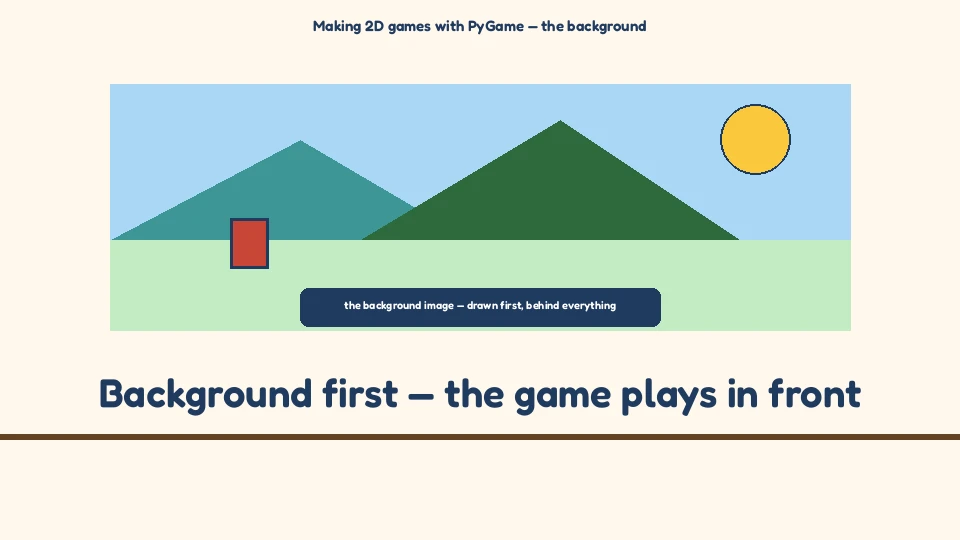 Making 2D games with PyGame — the background
the background image — drawn first, behind everything
Background first — the game plays in front